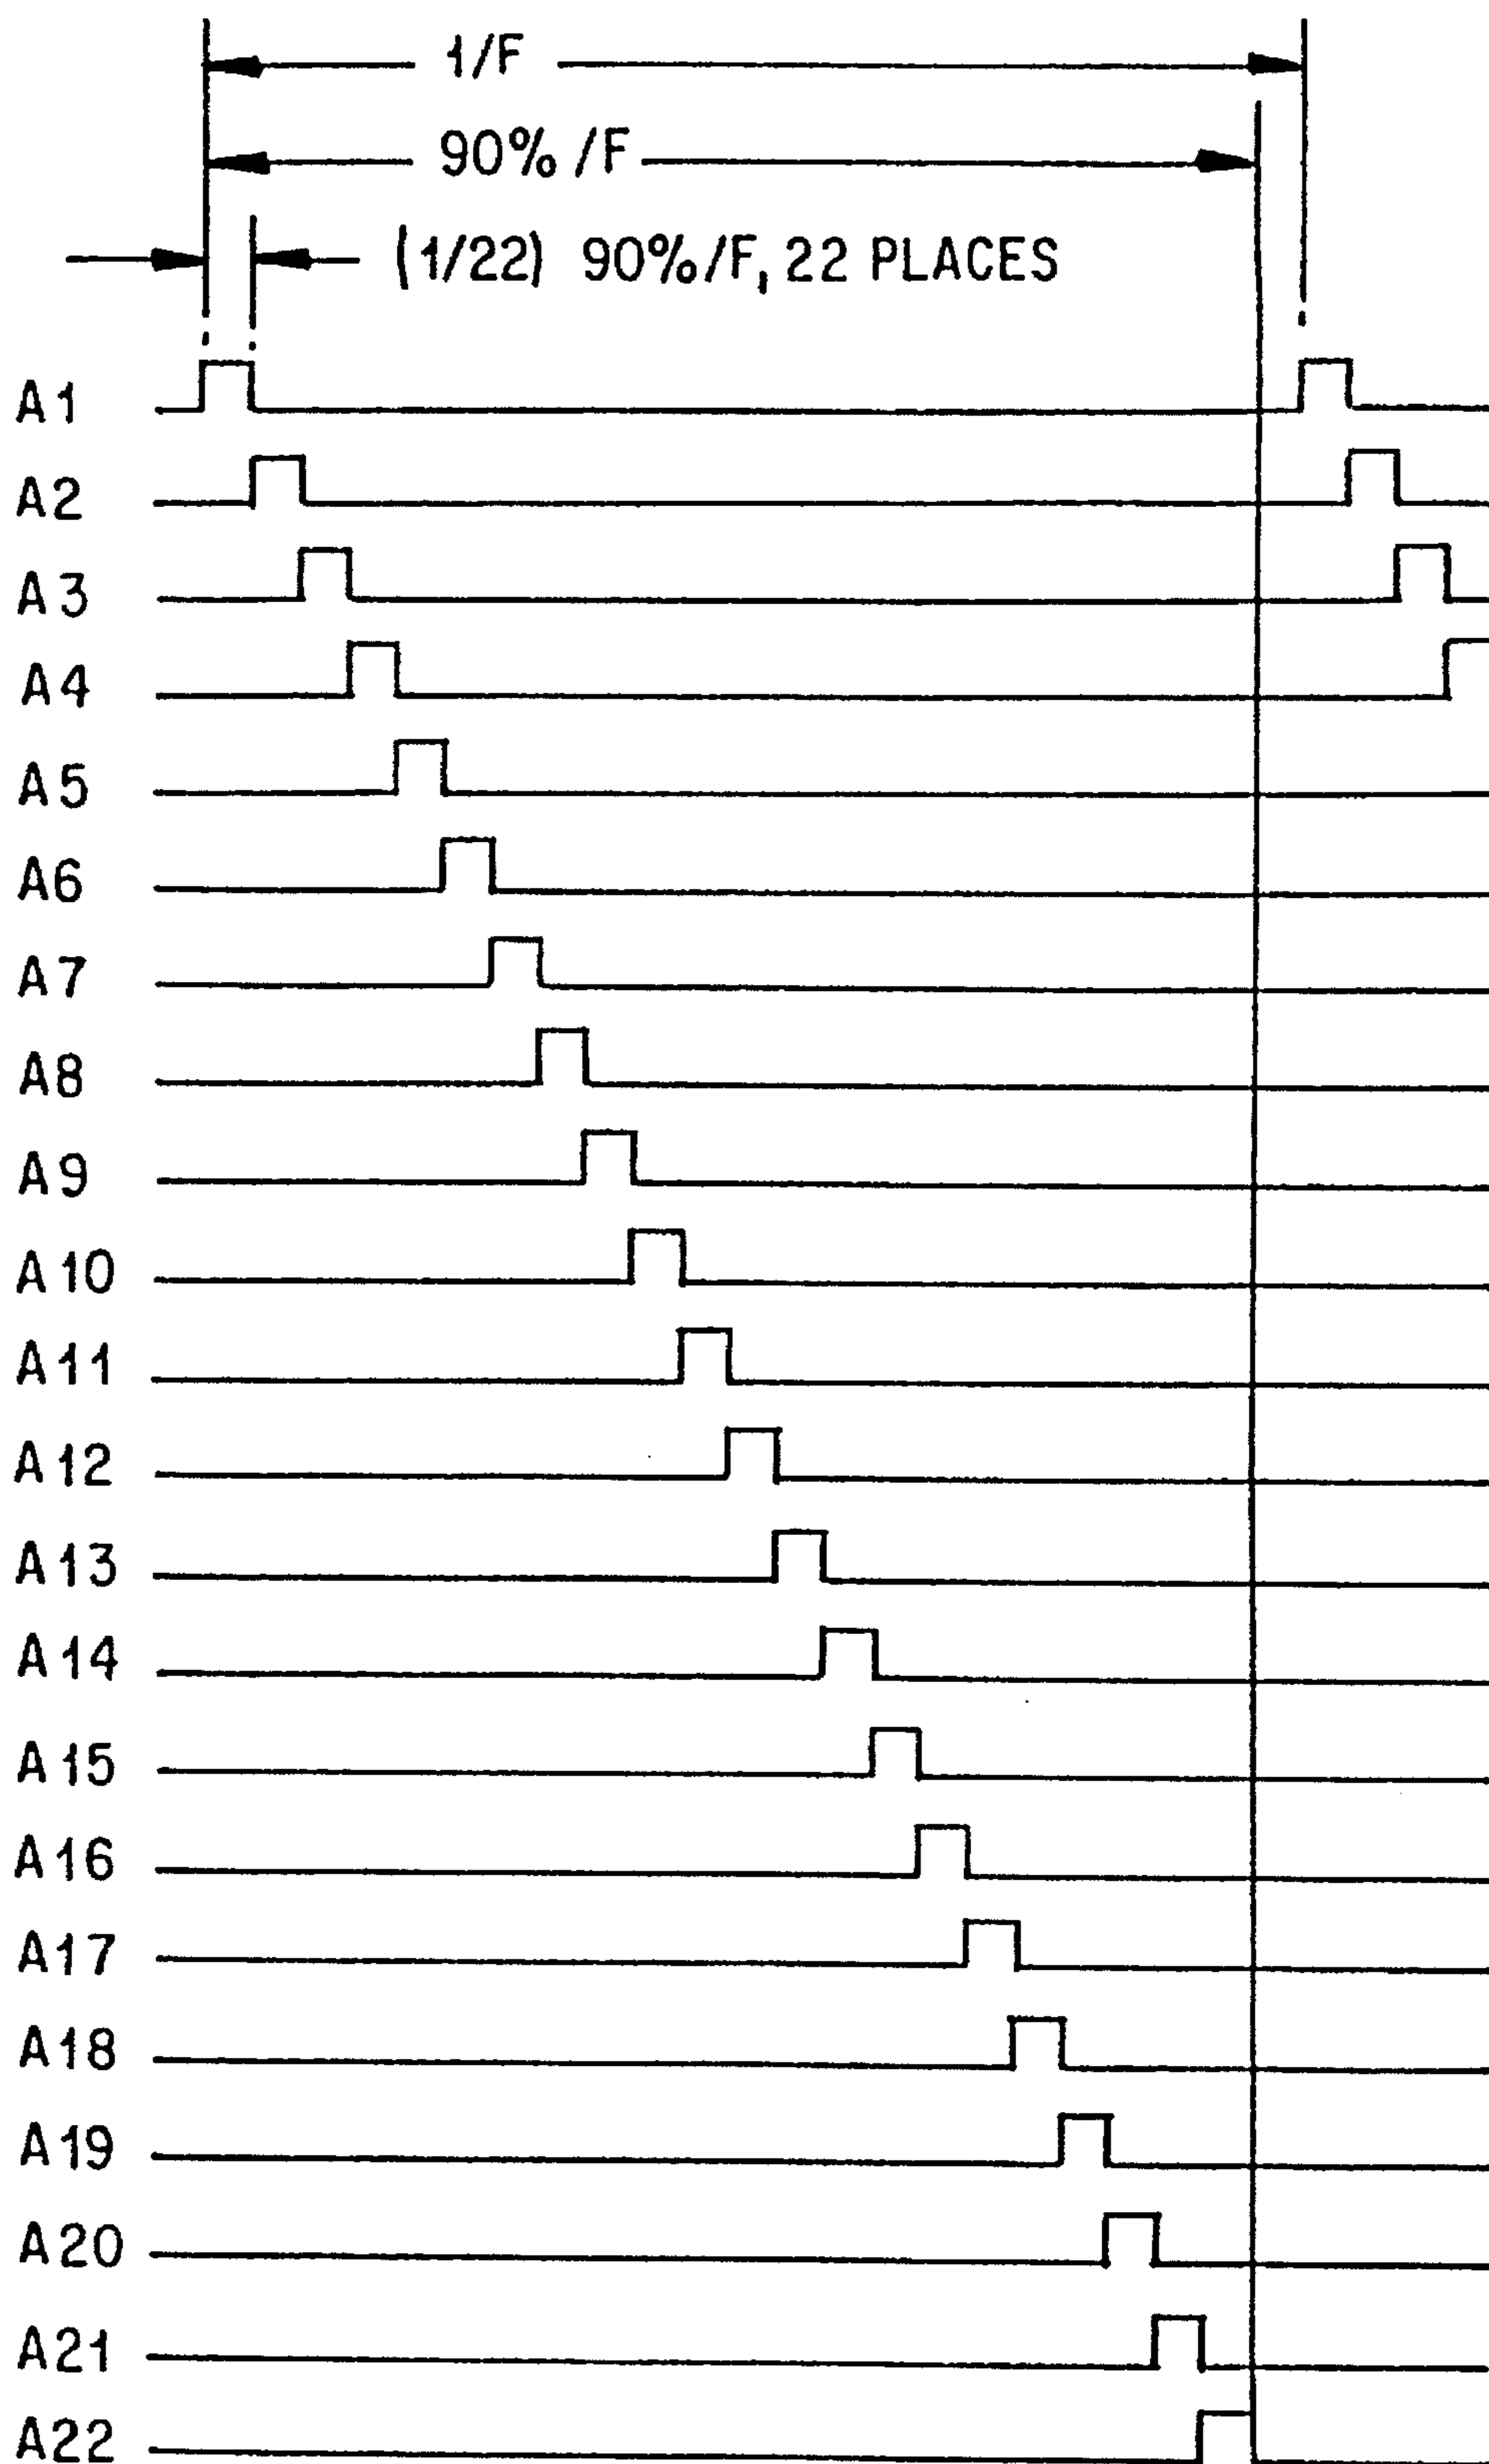 1/F
90% /F
(1/22) 90%/F, 22 PLACES
A1
A2
A3
A4
A5
A6
A7
A8
A9
A10
A11
A12
A13
A14
A15
A16
A17
A18
A19
A20
A21
A22